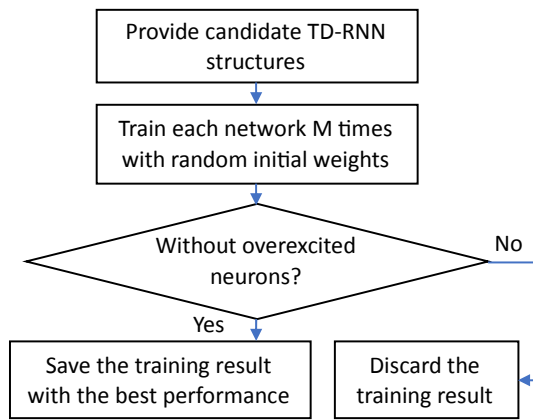 Provide candidate TD-RNN
structures
Train each network M times
with random initial weights
Without overexcited
neurons?
No
Yes
Save the training result
with the best performance
Discard the
training result